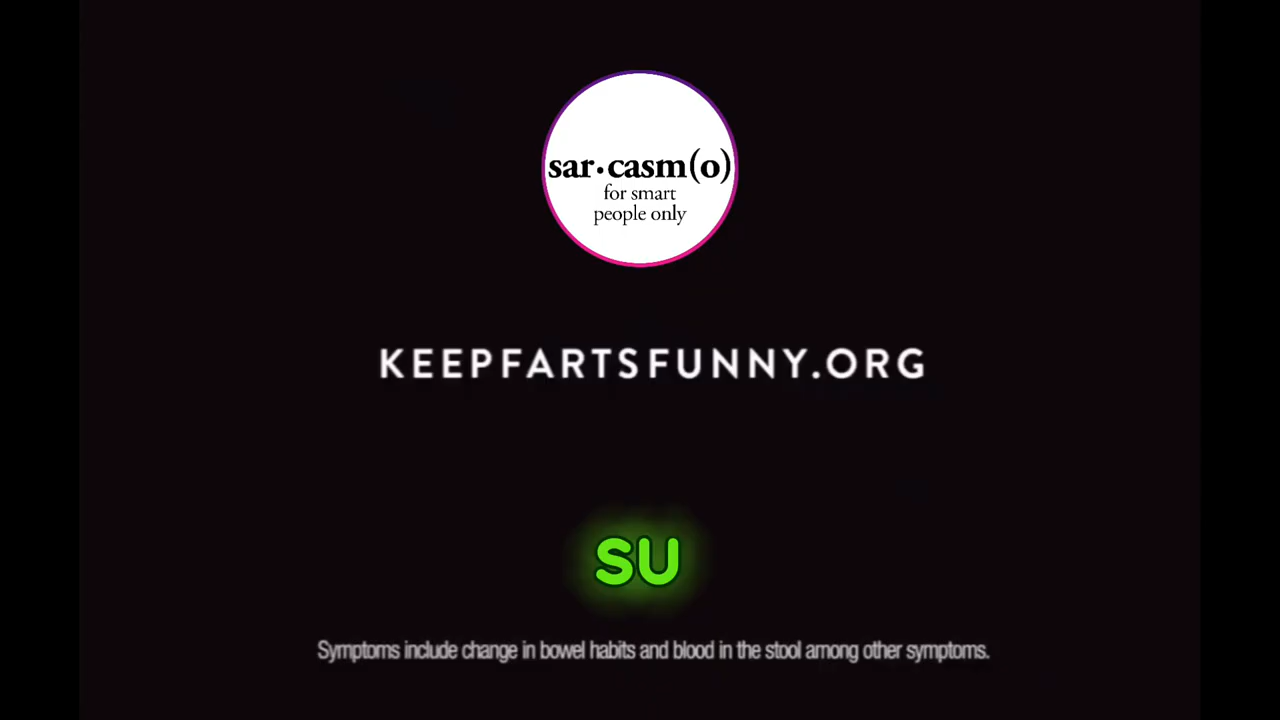 sar•casm(o)
for smart
people only
KEEPFARTSFUNNY.ORG
SU
Symptoms include change in bowel habits and blood in the stool among other symptoms.